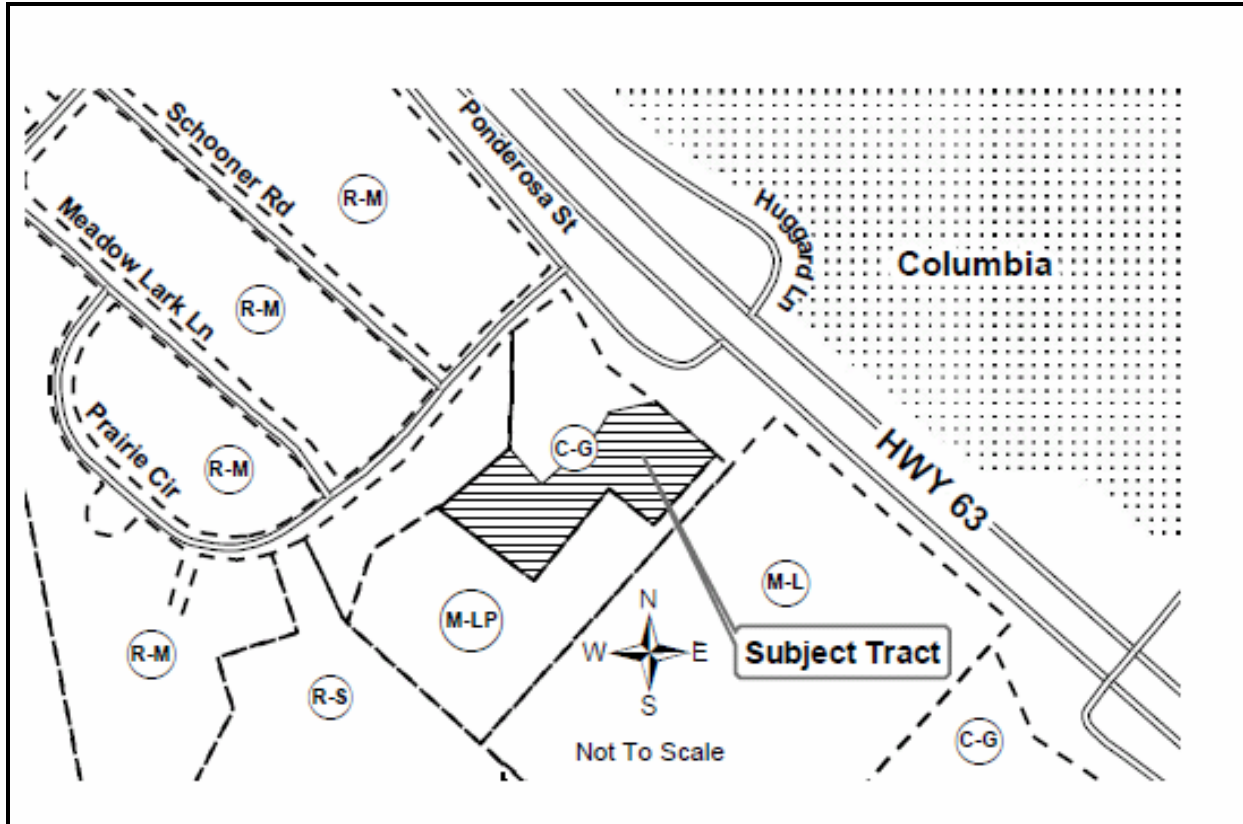 Schooner Rd
R-M
Ponderosa St
Huggard Ln
Columbia
Meadow Lark Ln
R-M
Prairie Cir
R-M
C-G
HWY 63
M-L
M-LP
N
W
E
S
Subject Tract
R-M
R-S
Not To Scale
C-G